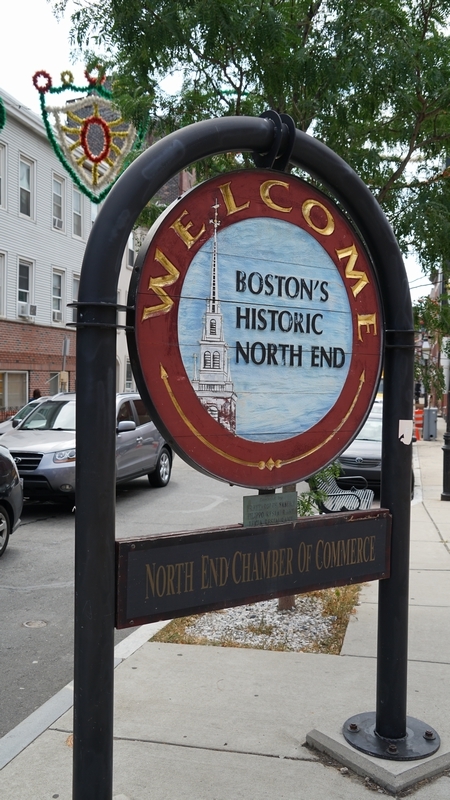 WELCOME
BOSTON'S
HISTORIC
NORTH END
NORTH END CHAMBER OF COMMERCE